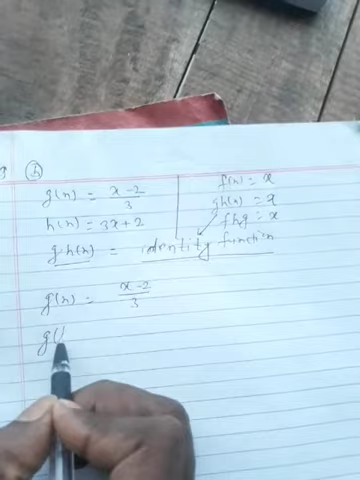 (h)
g(x) = x-2/3
f(x) = x
h(x) = 3x+2
gh(x) = x
fhg = x
gh(x) = identity function
g(x) = x-2/3
g(